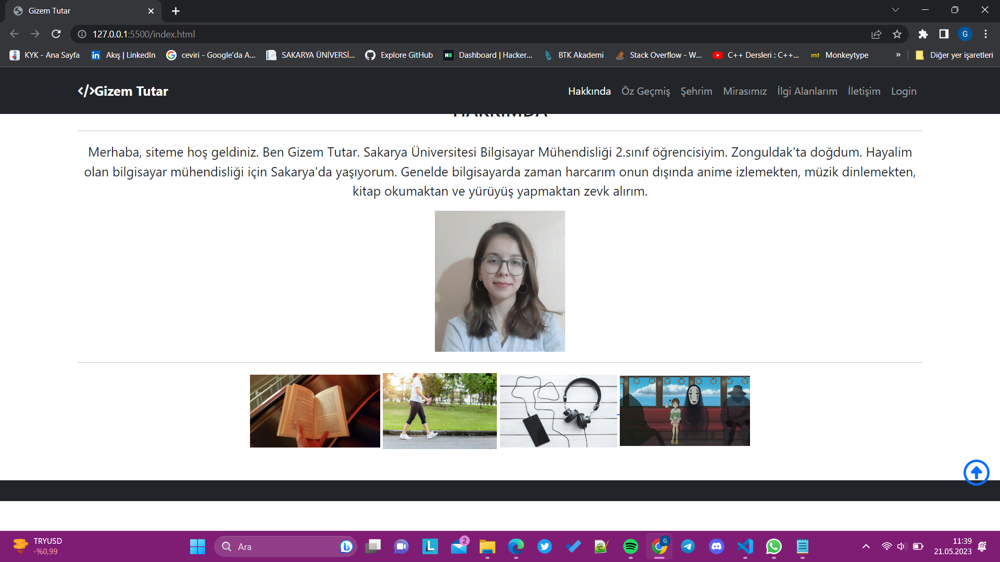 Gizem Tutar
127.0.0.1:5500/index.html
KYK - Ana Sayfa
Akış | LinkedIn
ceviri - Google'da A...
SAKARYA ÜNİVERSİ...
Explore GitHub
Dashboard | Hacker...
BTK Akademi
Stack Overflow - W...
C++ Dersleri : C++...
Monkeytype
»
Diğer yer işaretleri
</>Gizem Tutar
Hakkında
Öz Geçmiş
Şehrim
Mirasımız
İlgi Alanlarım
İletişim
Login
HAKKIMDA
Merhaba, siteme hoş geldiniz. Ben Gizem Tutar. Sakarya Üniversitesi Bilgisayar Mühendisliği 2.sınıf öğrencisiyim. Zonguldak'ta doğdum. Hayalim
olan bilgisayar mühendisliği için Sakarya'da yaşıyorum. Genelde bilgisayarda zaman harcarım onun dışında anime izlemekten, müzik dinlemekten,
kitap okumaktan ve yürüyüş yapmaktan zevk alırım.
TRYUSD
-%0,99
Ara
2
11:39
21.05.2023